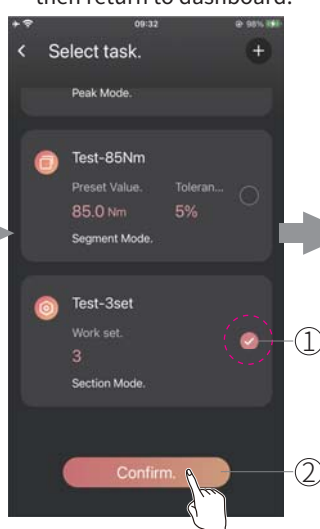 then return to dashboard.
09:32
98%
Select task.
+
Peak Mode.
Test-85Nm
Preset Value. Toleran...
85.0 Nm 5%
Segment Mode.
Test-3set
Work set.
3
Section Mode.
①
Confirm.
②